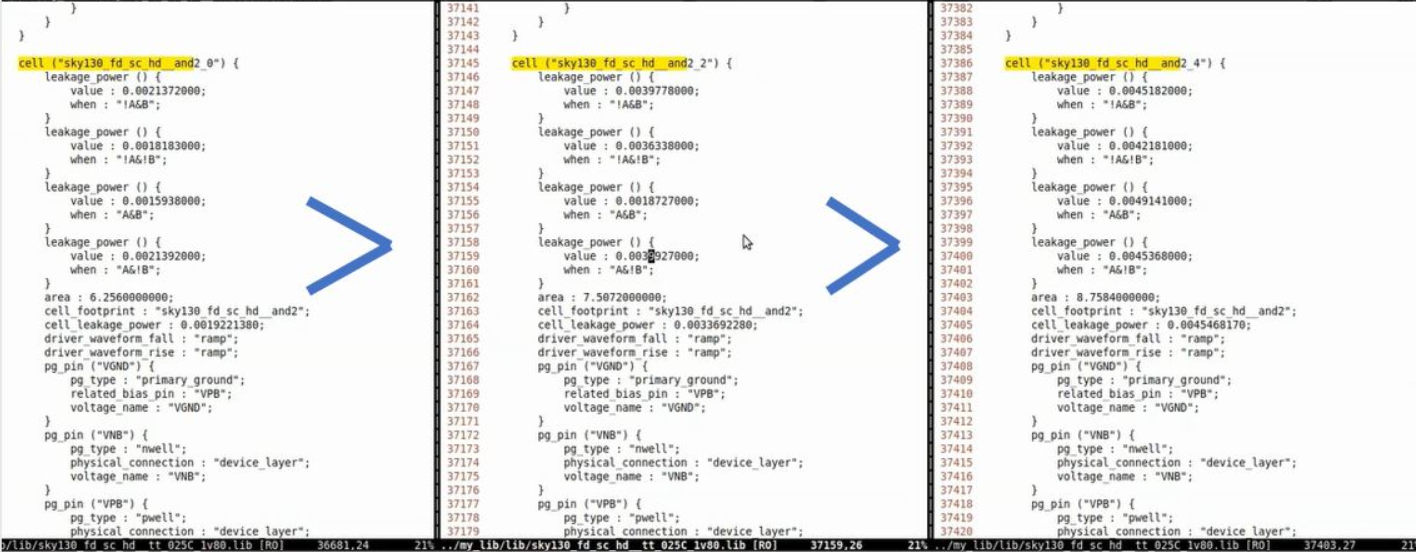 }
}
}
cell ("sky130_fd_sc_hd__and2_0") {
leakage_power () {
value : 0.0021372000;
when : "!A&B";
}
leakage_power () {
value : 0.0018183000;
when : "!A&!B";
}
leakage_power () {
value : 0.0015938000;
when : "A&B";
}
leakage_power () {
value : 0.0021392000;
when : "A&!B";
}
area : 6.2560000000;
cell_footprint : "sky130_fd_sc_hd__and2";
cell_leakage_power : 0.0019221380;
driver_waveform_fall : "ramp";
driver_waveform_rise : "ramp";
pg_pin ("VGND") {
pg_type : "primary_ground";
related_bias_pin : "VPB";
voltage_name : "VGND";
}
pg_pin ("VNB") {
pg_type : "nwell";
physical_connection : "device_layer";
voltage_name : "VNB";
}
pg_pin ("VPB") {
pg_type : "pwell";
physical_connection : "device_layer";
b/lib/sky130_fd_sc_hd__tt_025C_1v80.lib [RO] 36681,24 21%
37141 }
37142 }
37143 }
37144
37145 cell ("sky130_fd_sc_hd__and2_2") {
37146 leakage_power () {
37147 value : 0.0039778000;
37148 when : "!A&B";
37149 }
37150 leakage_power () {
37151 value : 0.0036338000;
37152 when : "!A&!B";
37153 }
37154 leakage_power () {
37155 value : 0.0018727000;
37156 when : "A&B";
37157 }
37158 leakage_power () {
37159 value : 0.0039927000;
37160 when : "A&!B";
37161 }
37162 area : 7.5072000000;
37163 cell_footprint : "sky130_fd_sc_hd__and2";
37164 cell_leakage_power : 0.0033692280;
37165 driver_waveform_fall : "ramp";
37166 driver_waveform_rise : "ramp";
37167 pg_pin ("VGND") {
37168 pg_type : "primary_ground";
37169 related_bias_pin : "VPB";
37170 voltage_name : "VGND";
37171 }
37172 pg_pin ("VNB") {
37173 pg_type : "nwell";
37174 physical_connection : "device_layer";
37175 voltage_name : "VNB";
37176 }
37177 pg_pin ("VPB") {
37178 pg_type : "pwell";
37179 physical_connection : "device_layer";
../my_lib/lib/sky130_fd_sc_hd__tt_025C_1v80.lib [RO] 37159,26 21%
37382 }
37383 }
37384 }
37385
37386 cell ("sky130_fd_sc_hd__and2_4") {
37387 leakage_power () {
37388 value : 0.0045182000;
37389 when : "!A&B";
37390 }
37391 leakage_power () {
37392 value : 0.0042181000;
37393 when : "!A&!B";
37394 }
37395 leakage_power () {
37396 value : 0.0049141000;
37397 when : "A&B";
37398 }
37399 leakage_power () {
37400 value : 0.0045368000;
37401 when : "A&!B";
37402 }
37403 area : 8.7584000000;
37404 cell_footprint : "sky130_fd_sc_hd__and2";
37405 cell_leakage_power : 0.0045468170;
37406 driver_waveform_fall : "ramp";
37407 driver_waveform_rise : "ramp";
37408 pg_pin ("VGND") {
37409 pg_type : "primary_ground";
37410 related_bias_pin : "VPB";
37411 voltage_name : "VGND";
37412 }
37413 pg_pin ("VNB") {
37414 pg_type : "nwell";
37415 physical_connection : "device_layer";
37416 voltage_name : "VNB";
37417 }
37418 pg_pin ("VPB") {
37419 pg_type : "pwell";
37420 physical_connection : "device_layer";
../my_lib/lib/sky130_fd_sc_hd__tt_025C_1v80.lib [RO] 37403,27 21%